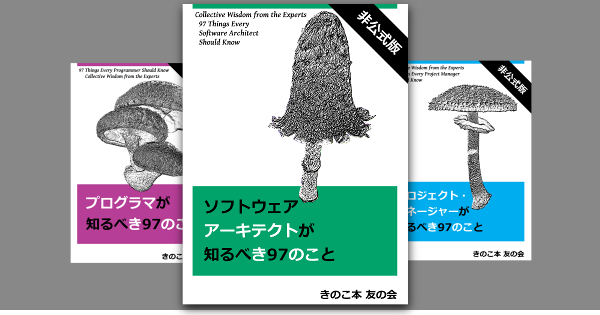 97 Things Every Programmer Should Know
Collective Wisdom from the Experts
プログラマが
知るべき97のこ
きのこ
Collective Wisdom from the Experts
97 Things Every
Software Architect
Should Know
非公式版
ソフトウェア
アーキテクトが
知るべき97のこと
きのこ本 友の会
Wisdom from the Experts
Every Project Manager
Know
非公式版
ロジェクト・
ネージャーが
るべき97のこと
きのこ本 友の会